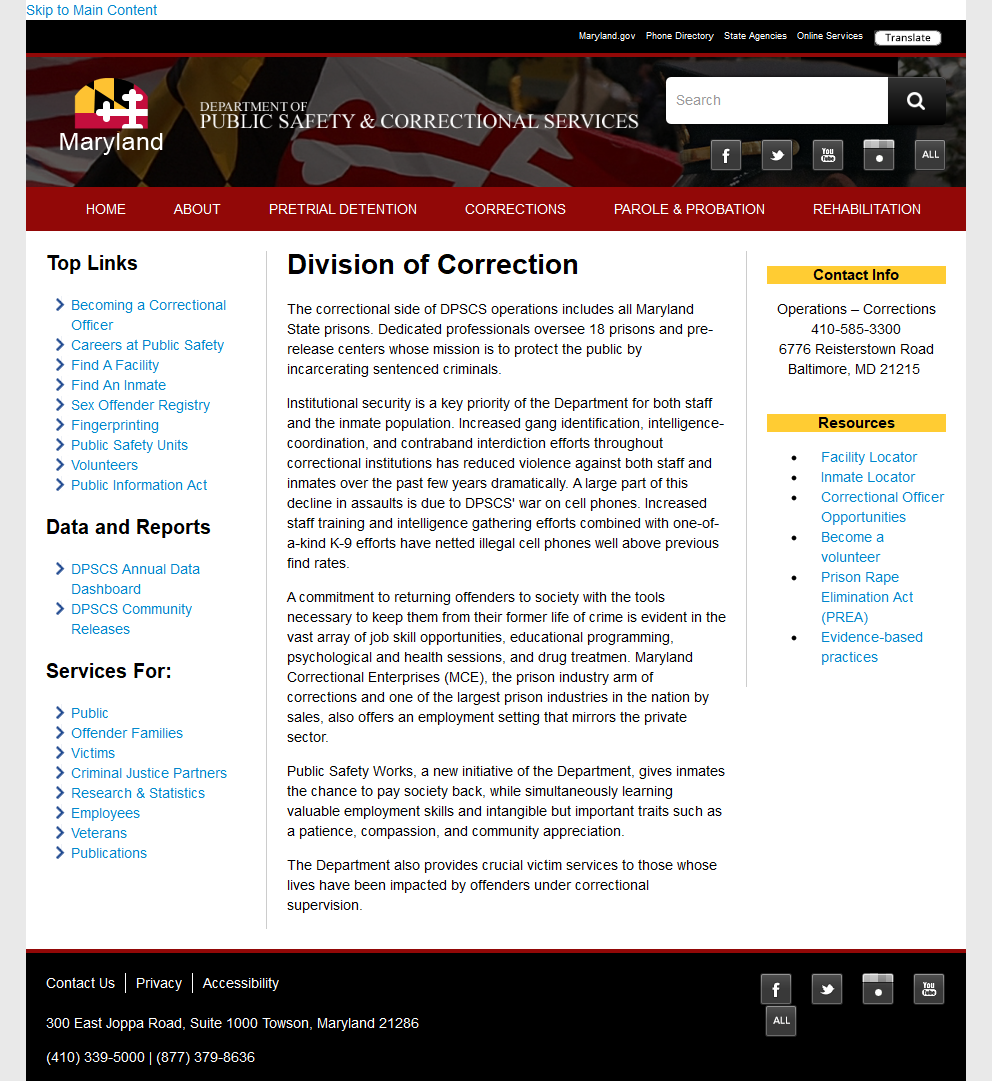 Skip to Main Content
Maryland.gov Phone Directory State Agencies Online Services Translate
Maryland
DEPARTMENT OF
PUBLIC SAFETY & CORRECTIONAL SERVICES
Search
f
You
Tube
ALL
HOME ABOUT PRETRIAL DETENTION CORRECTIONS PAROLE & PROBATION REHABILITATION
Top Links
Becoming a Correctional
Officer
Careers at Public Safety
Find A Facility
Find An Inmate
Sex Offender Registry
Fingerprinting
Public Safety Units
Volunteers
Public Information Act
Data and Reports
DPSCS Annual Data
Dashboard
DPSCS Community
Releases
Services For:
Public
Offender Families
Victims
Criminal Justice Partners
Research & Statistics
Employees
Veterans
Publications
Division of Correction
The correctional side of DPSCS operations includes all Maryland
State prisons. Dedicated professionals oversee 18 prisons and pre-
release centers whose mission is to protect the public by
incarcerating sentenced criminals.
Institutional security is a key priority of the Department for both staff
and the inmate population. Increased gang identification, intelligence-
coordination, and contraband interdiction efforts throughout
correctional institutions has reduced violence against both staff and
inmates over the past few years dramatically. A large part of this
decline in assaults is due to DPSCS' war on cell phones. Increased
staff training and intelligence gathering efforts combined with one-of-
a-kind K-9 efforts have netted illegal cell phones well above previous
find rates.
A commitment to returning offenders to society with the tools
necessary to keep them from their former life of crime is evident in the
vast array of job skill opportunities, educational programming,
psychological and health sessions, and drug treatmen. Maryland
Correctional Enterprises (MCE), the prison industry arm of
corrections and one of the largest prison industries in the nation by
sales, also offers an employment setting that mirrors the private
sector.
Public Safety Works, a new initiative of the Department, gives inmates
the chance to pay society back, while simultaneously learning
valuable employment skills and intangible but important traits such as
a patience, compassion, and community appreciation.
The Department also provides crucial victim services to those whose
lives have been impacted by offenders under correctional
supervision.
Contact Info
Operations – Corrections
410-585-3300
6776 Reisterstown Road
Baltimore, MD 21215
Resources
Facility Locator
Inmate Locator
Correctional Officer
Opportunities
Become a
volunteer
Prison Rape
Elimination Act
(PREA)
Evidence-based
practices
Contact Us Privacy Accessibility
300 East Joppa Road, Suite 1000 Towson, Maryland 21286
(410) 339-5000 | (877) 379-8636
f
You
Tube
ALL